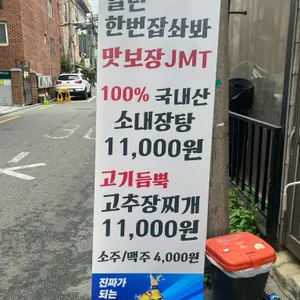 일단
한번잡솨봐
맛보장JMT
100% 국내산
소내장탕
11,000원
고기듬뿍
고추장찌개
11,000원
소주/맥주 4,000원
진짜가
되는